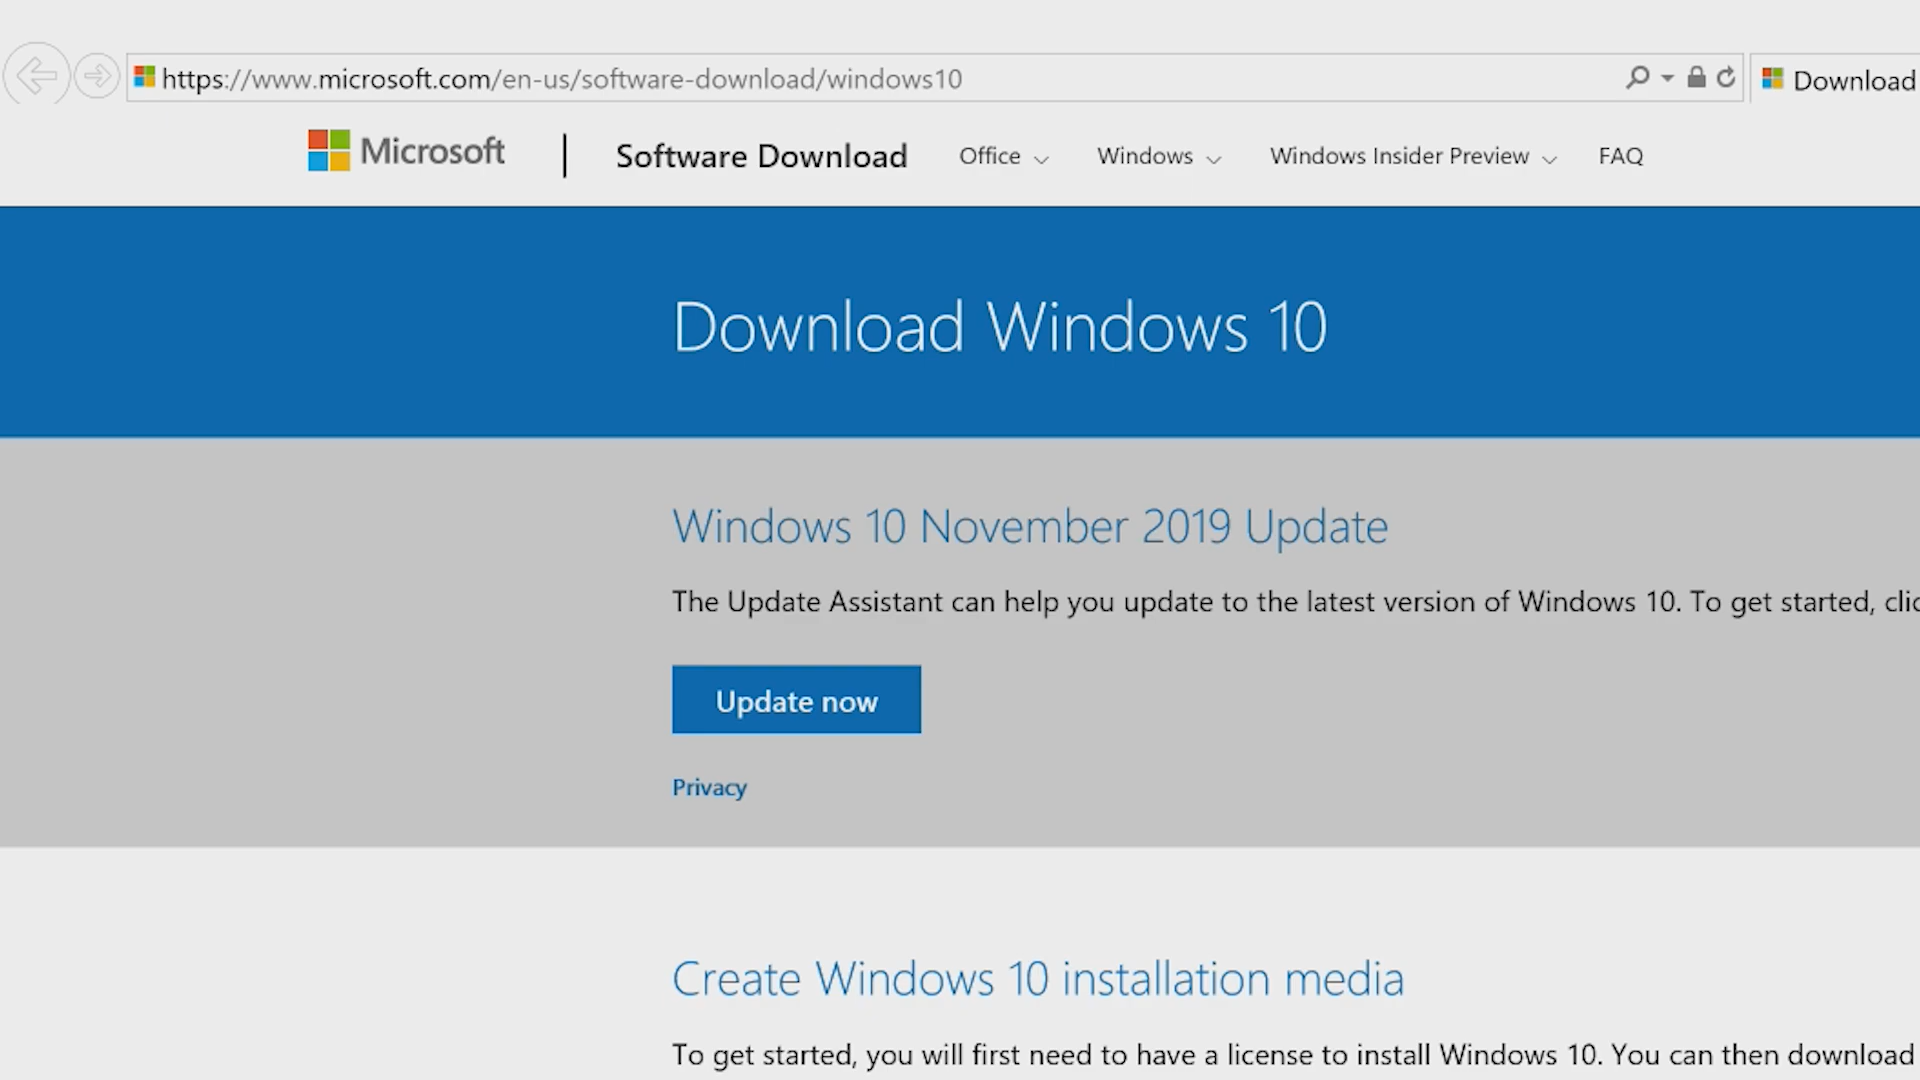 https://www.microsoft.com/en-us/software-download/windows10
Download
Microsoft
Software Download
Office
Windows
Windows Insider Preview
FAQ
Download Windows 10
Windows 10 November 2019 Update
The Update Assistant can help you update to the latest version of Windows 10. To get started,
Update now
Privacy
Create Windows 10 installation media
To get started, you will first need to have a license to install Windows 10. You can then download